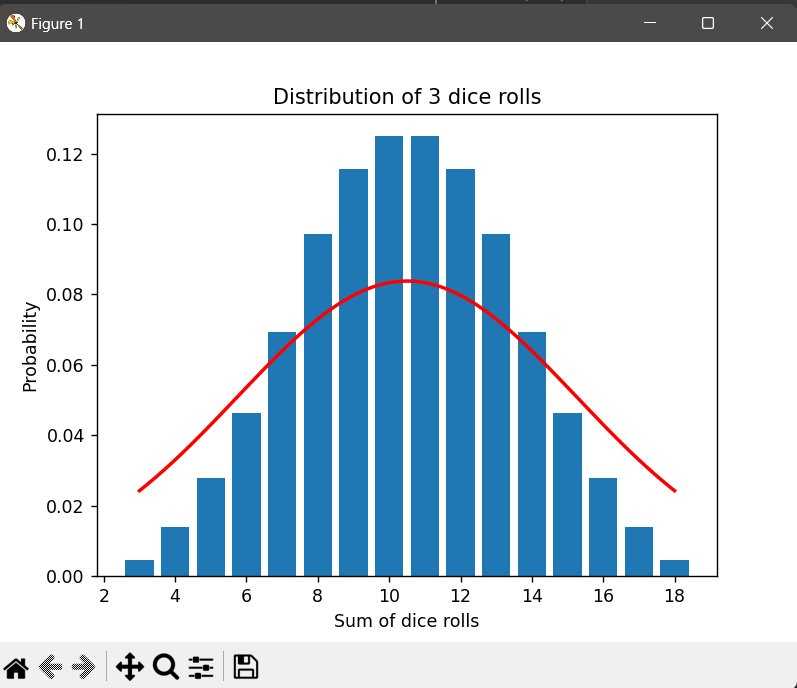 Figure 1
Distribution of 3 dice rolls
0.12
0.10
0.08
0.06
0.04
0.02
0.00
Probability
2 4 6 8 10 12 14 16 18
Sum of dice rolls